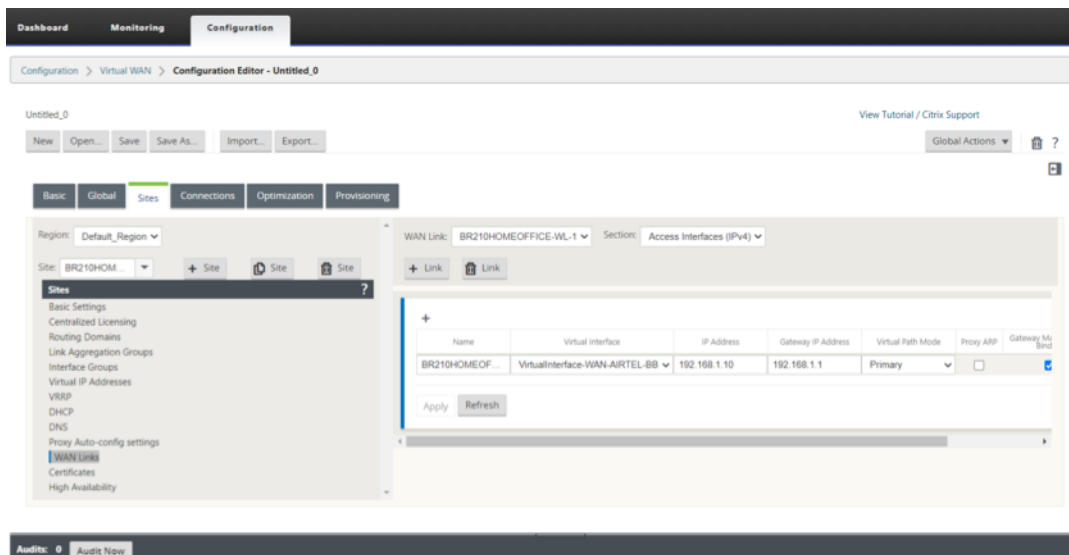 Dashboard Monitoring Configuration
Configuration > Virtual WAN > Configuration Editor - Untitled_0
Untitled_0 View Tutorial / Citrix Support
New Open... Save Save As... Import... Export... Global Actions ?
Basic Global Sites Connections Optimization Provisioning
Region: Default_Region WAN Link: BR210HOMEOFFICE-WL-1 Section: Access Interfaces (IPv4)
Site: BR210HOM... + Site Site Site + Link Link
Sites ?
Basic Settings
Centralized Licensing
Routing Domains
Link Aggregation Groups
Interface Groups
Virtual IP Addresses
VRRP
DHCP
DNS
Proxy Auto-config settings
WAN Links
Certificates
High Availability
+
Name Virtual Interface IP Address Gateway IP Address Virtual Path Mode Proxy ARP Gateway
Bind
BR210HOMEOF... VirtualInterface-WAN-AIRTEL-BB 192.168.1.10 192.168.1.1 Primary
Apply Refresh
Audits: 0 Audit Now